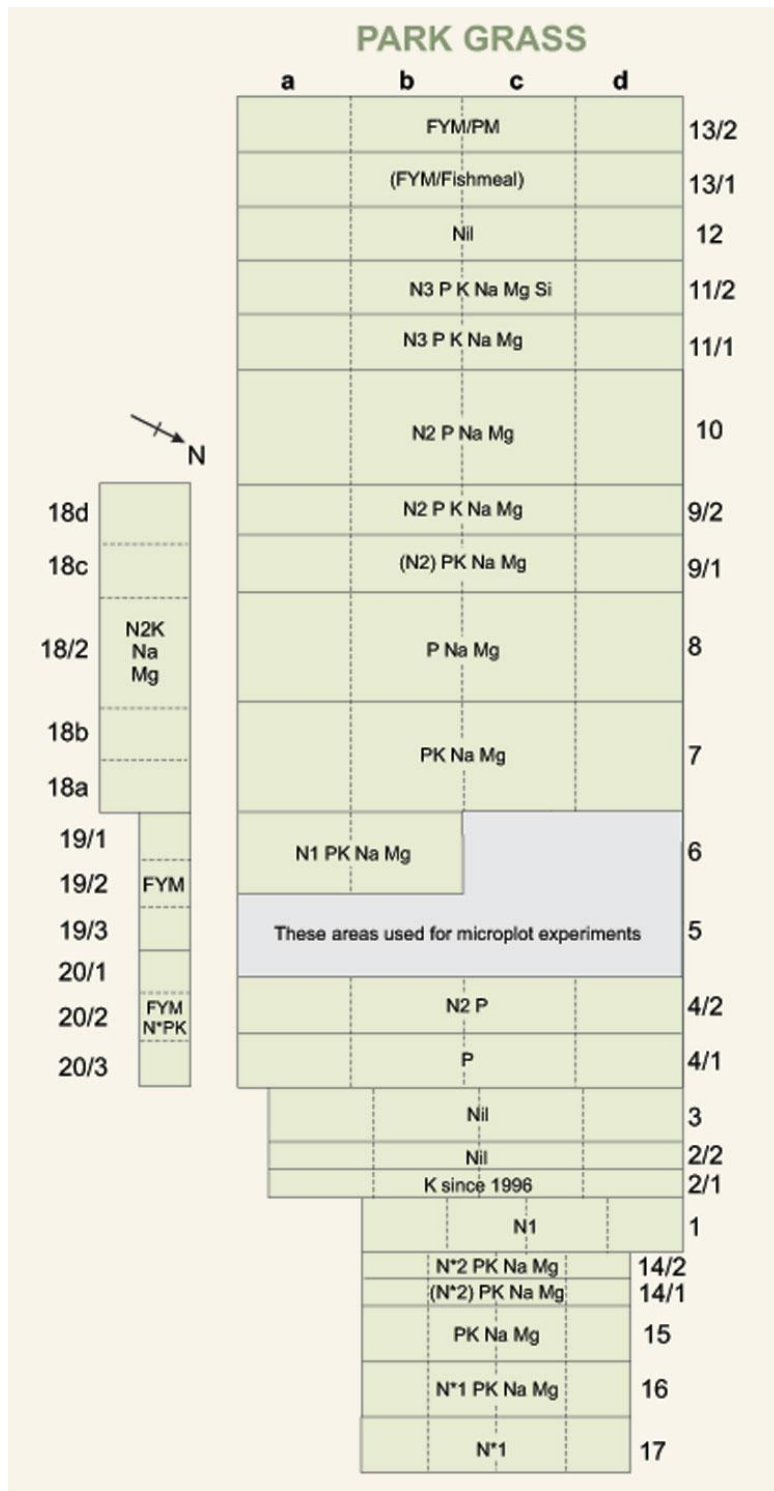 PARK GRASS
a b c d
FYM/PM 13/2
(FYM/Fishmeal) 13/1
Nil 12
N3 P K Na Mg Si 11/2
N3 P K Na Mg 11/1
N2 P Na Mg 10
N
N2 P K Na Mg 9/2
(N2) PK Na Mg 9/1
P Na Mg 8
PK Na Mg 7
N1 PK Na Mg 6
These areas used for microplot experiments 5
N2 P 4/2
P 4/1
Nil 3
Nil 2/2
K since 1996 2/1
N1 1
N*2 PK Na Mg 14/2
(N*2) PK Na Mg 14/1
PK Na Mg 15
N*1 PK Na Mg 16
N*1 17
18d
18c
18/2 N2K
Na
Mg
18b
18a
19/1
19/2 FYM
19/3
20/1
20/2 FYM
N*PK
20/3